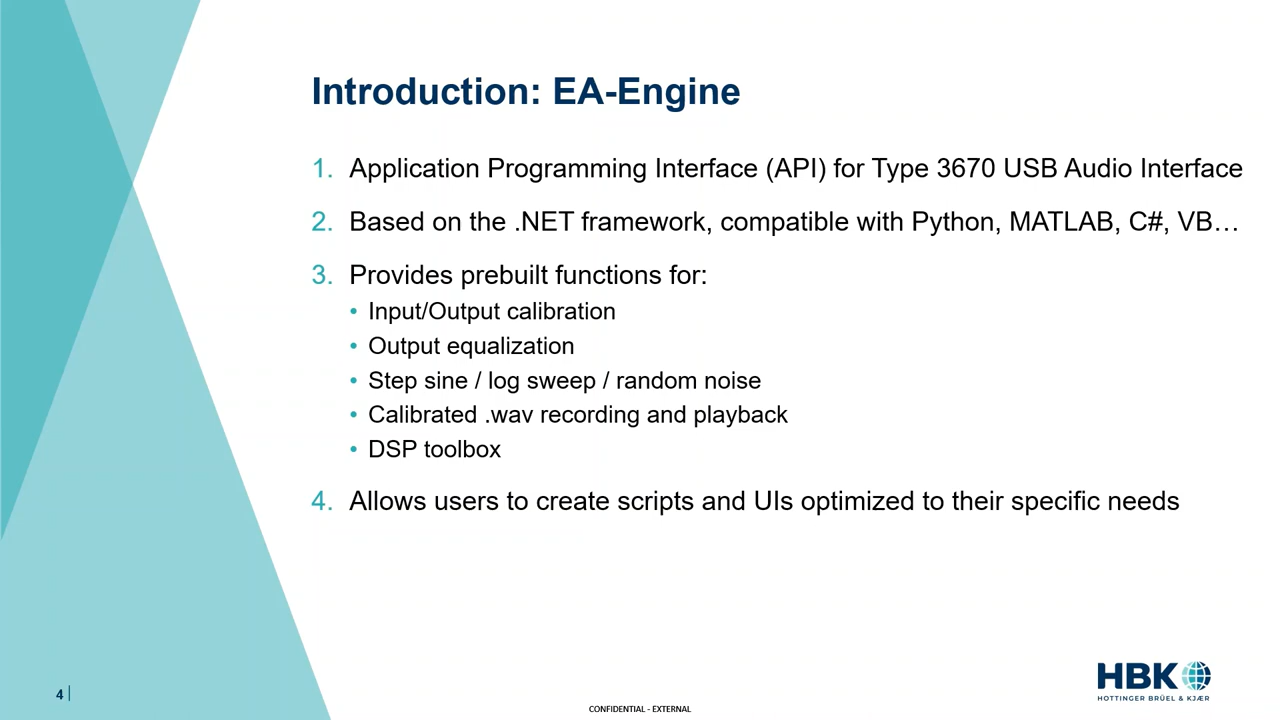 Introduction: EA-Engine
1. Application Programming Interface (API) for Type 3670 USB Audio Interface
2. Based on the .NET framework, compatible with Python, MATLAB, C#, VB…
3. Provides prebuilt functions for:
• Input/Output calibration
• Output equalization
• Step sine / log sweep / random noise
• Calibrated .wav recording and playback
• DSP toolbox
4. Allows users to create scripts and UIs optimized to their specific needs
4
CONFIDENTIAL - EXTERNAL
HBK
HOTTINGER BRÜEL & KJÆR